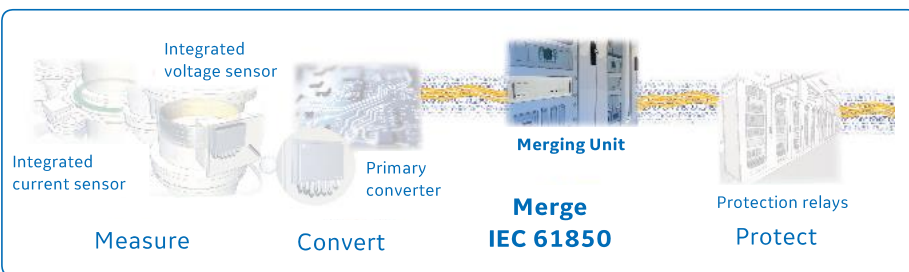 Integrated
voltage sensor
Integrated
current sensor
Primary
converter
Merging Unit
Protection relays
Measure
Convert
Merge
IEC 61850
Protect